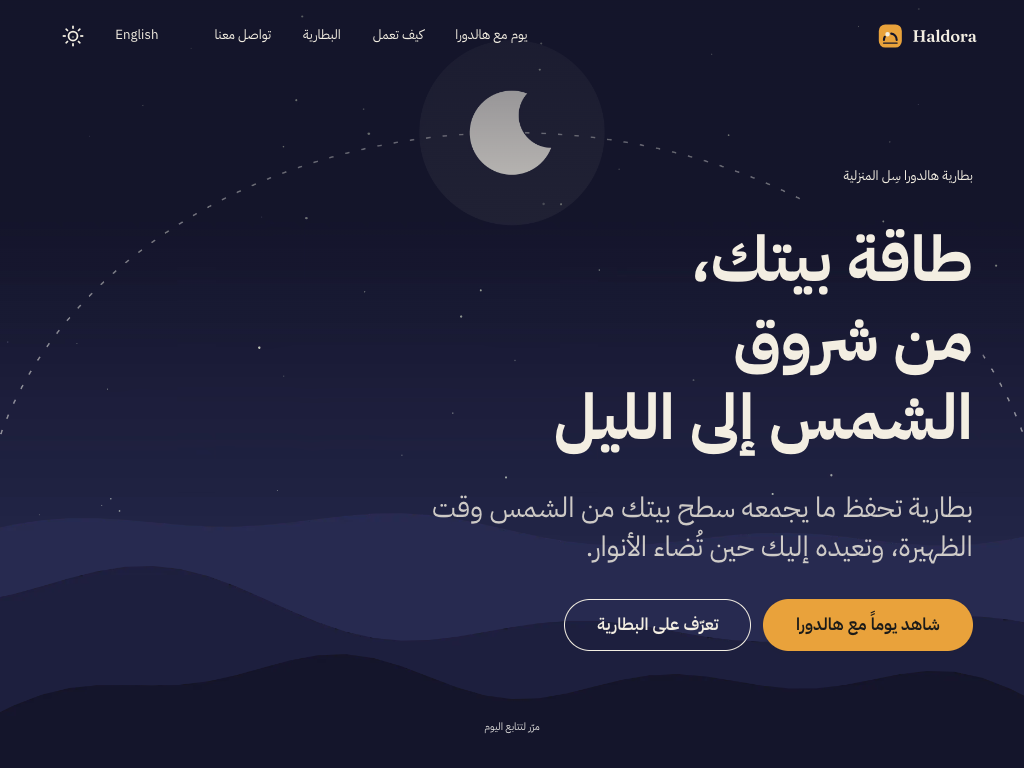 Haldora
يوم مع هالدورا
كيف تعمل
البطارية
تواصل معنا
English
بطارية هالدورا سِل المنزلية
طاقة بيتك،
من شروق
الشمس إلى الليل
بطارية تحفظ ما يجمعه سطح بيتك من الشمس وقت
الظهيرة، وتعيده إليك حين تُضاء الأنوار.
شاهد يوماً مع هالدورا
تعرّف على البطارية
مرّر لتتابع اليوم